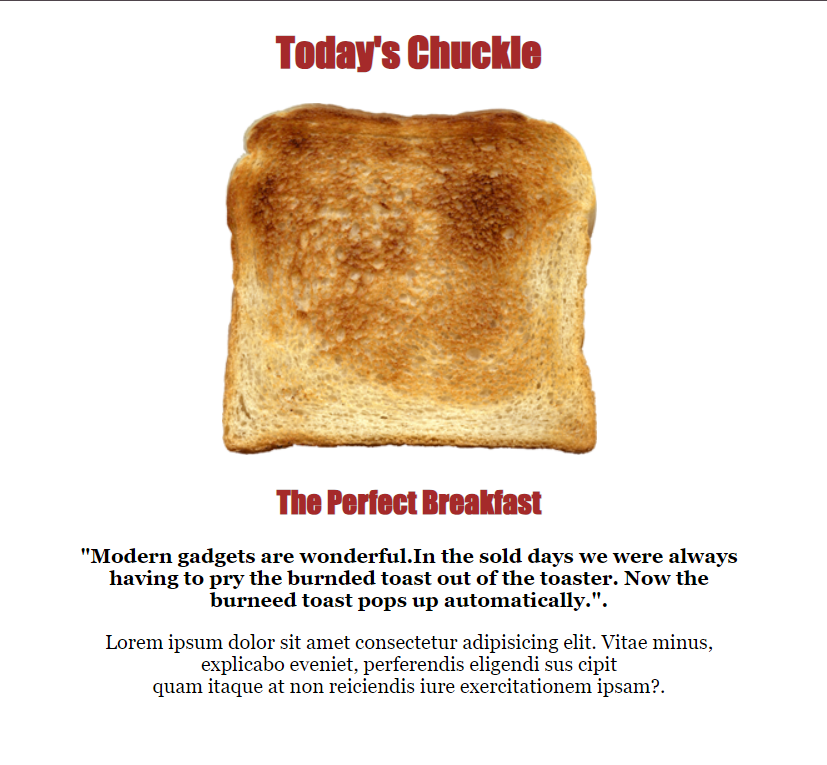 Today's Chuckle
The Perfect Breakfast
"Modern gadgets are wonderful.In the sold days we were always
having to pry the burnded toast out of the toaster. Now the
burneed toast pops up automatically.".
Lorem ipsum dolor sit amet consectetur adipisicing elit. Vitae minus,
explicabo eveniet, perferendis eligendi sus cipit
quam itaque at non reiciendis iure exercitationem ipsam?.